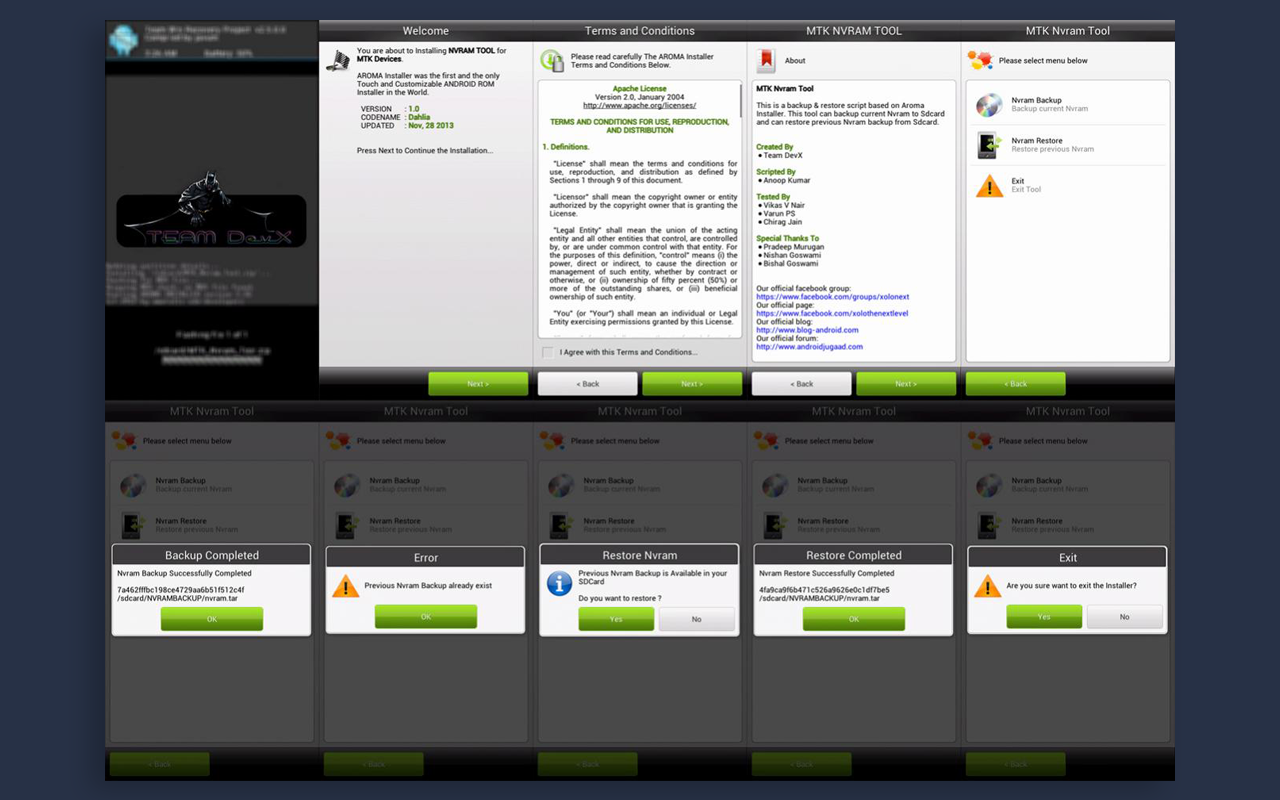 TEAM DevX
Welcome
You are about to Installing NVRAM TOOL for
MTK Devices.
AROMA Installer was the first and the only
Touch and Customizable ANDROID ROM
Installer in the World.
VERSION : 1.0
CODENAME : Dahlia
UPDATED : Nov, 28 2013
Press Next to Continue the Installation...
Next >
Terms and Conditions
Please read carefully The AROMA Installer
Terms and Conditions Below.
Apache License
Version 2.0, January 2004
http://www.apache.org/licenses/
TERMS AND CONDITIONS FOR USE, REPRODUCTION,
AND DISTRIBUTION
1. Definitions.
"License" shall mean the terms and conditions for
use, reproduction, and distribution as defined by
Sections 1 through 9 of this document.
"Licensor" shall mean the copyright owner or entity
authorized by the copyright owner that is granting the
License.
"Legal Entity" shall mean the union of the acting
entity and all other entities that control, are controlled
by, or are under common control with that entity. For
the purposes of this definition, "control" means (i) the
power, direct or indirect, to cause the direction or
management of such entity, whether by contract or
otherwise, or (ii) ownership of fifty percent (50%) or
more of the outstanding shares, or (iii) beneficial
ownership of such entity.
"You" (or "Your") shall mean an individual or Legal
Entity exercising permissions granted by this License.
I Agree with this Terms and Conditions...
< Back
Next >
MTK NVRAM TOOL
About
MTK Nvram Tool
This is a backup & restore script based on Aroma
Installer. This tool can backup current Nvram to Sdcard
and can restore previous Nvram backup from Sdcard.
Created By
● Team DevX
Scripted By
● Anoop Kumar
Tested By
● Vikas V Nair
● Varun PS
● Chirag Jain
Special Thanks To
● Pradeep Murugan
● Nishan Goswami
● Bishal Goswami
Our official facebook group:
https://www.facebook.com/groups/xolonext
Our official page:
https://www.facebook.com/xolothenextlevel
Our official blog:
http://www.blog-android.com
Our official forum:
http://www.androidjugaad.com
< Back
Next >
MTK Nvram Tool
Please select menu below
Nvram Backup
Backup current Nvram
Nvram Restore
Restore previous Nvram
Exit
Exit Tool
< Back
MTK Nvram Tool
Please select menu below
Nvram Backup
Backup current Nvram
Nvram Restore
Restore previous Nvram
Backup Completed
Nvram Backup Successfully Completed
7a462fffbc198ce4729aa6b51f512c4f
/sdcard/NVRAMBACKUP/nvram.tar
OK
< Back
MTK Nvram Tool
Please select menu below
Nvram Backup
Backup current Nvram
Nvram Restore
Restore previous Nvram
Error
Previous Nvram Backup already exist
OK
< Back
MTK Nvram Tool
Please select menu below
Nvram Backup
Backup current Nvram
Nvram Restore
Restore previous Nvram
Restore Nvram
Previous Nvram Backup is Available in your
SDCard
Do you want to restore ?
Yes
No
< Back
MTK Nvram Tool
Please select menu below
Nvram Backup
Backup current Nvram
Nvram Restore
Restore previous Nvram
Restore Completed
Nvram Restore Successfully Completed
4fa9ca9f6b471c526a9626e0c1df7be5
/sdcard/NVRAMBACKUP/nvram.tar
OK
< Back
MTK Nvram Tool
Please select menu below
Nvram Backup
Backup current Nvram
Nvram Restore
Restore previous Nvram
Exit
Are you sure want to exit the Installer?
Yes
No
< Back